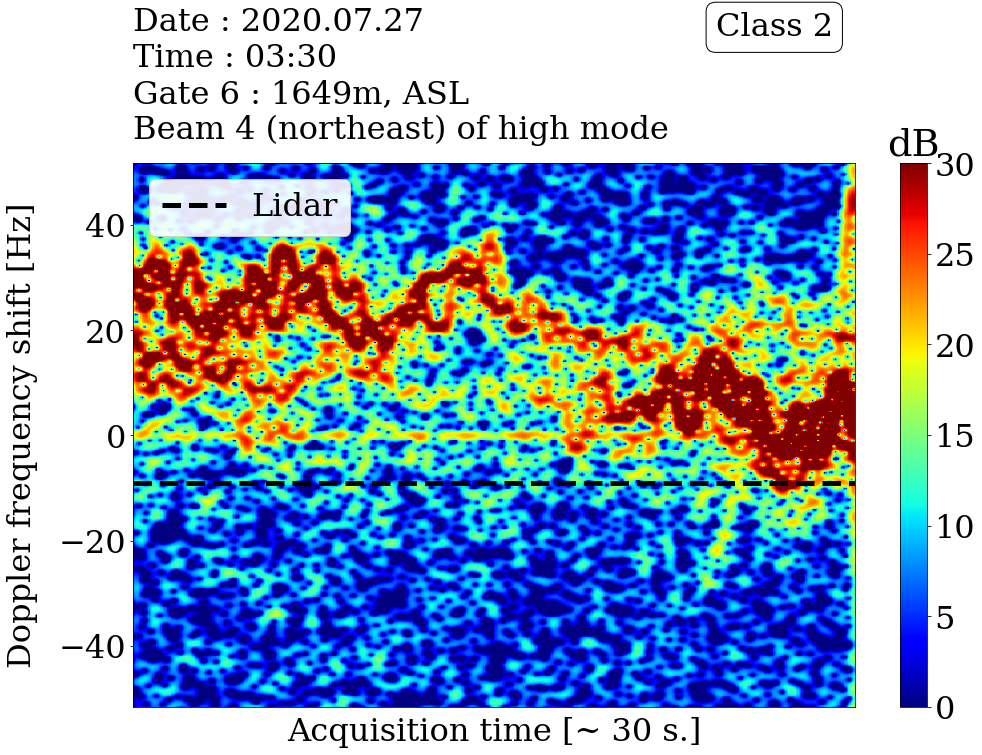 Date : 2020.07.27
Time : 03:30
Gate 6 : 1649m, ASL
Beam 4 (northeast) of high mode
Class 2
dB
Lidar
Doppler frequency shift [Hz]
40
20
0
−20
−40
30
25
20
15
10
5
0
Acquisition time [~ 30 s.]